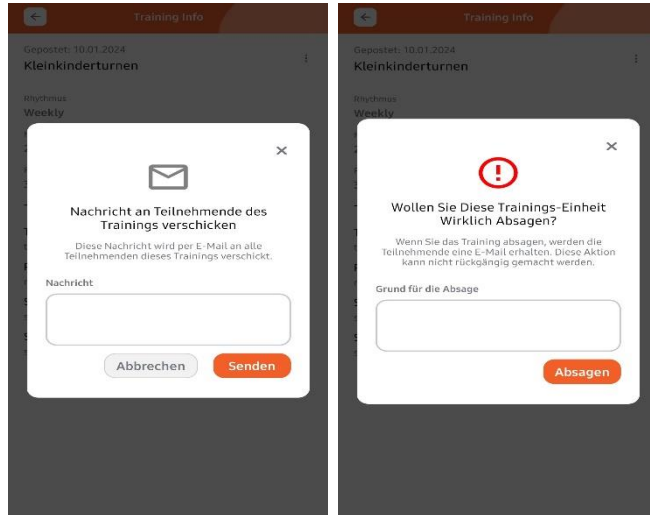 Training Info
Gepostet: 10.01.2024
Kleinkinderturnen
Rhythmus
Weekly
Nachricht an Teilnehmende des
Trainings verschicken
Diese Nachricht wird per E-Mail an alle
Teilnehmenden dieses Trainings verschickt.
Nachricht
Abbrechen
Senden
Training Info
Gepostet: 10.01.2024
Kleinkinderturnen
Rhythmus
Weekly
Wollen Sie Diese Trainings-Einheit
Wirklich Absagen?
Wenn Sie das Training absagen, werden die
Teilnehmende eine E-Mail erhalten. Diese Aktion
kann nicht rückgängig gemacht werden.
Grund für die Absage
Absagen